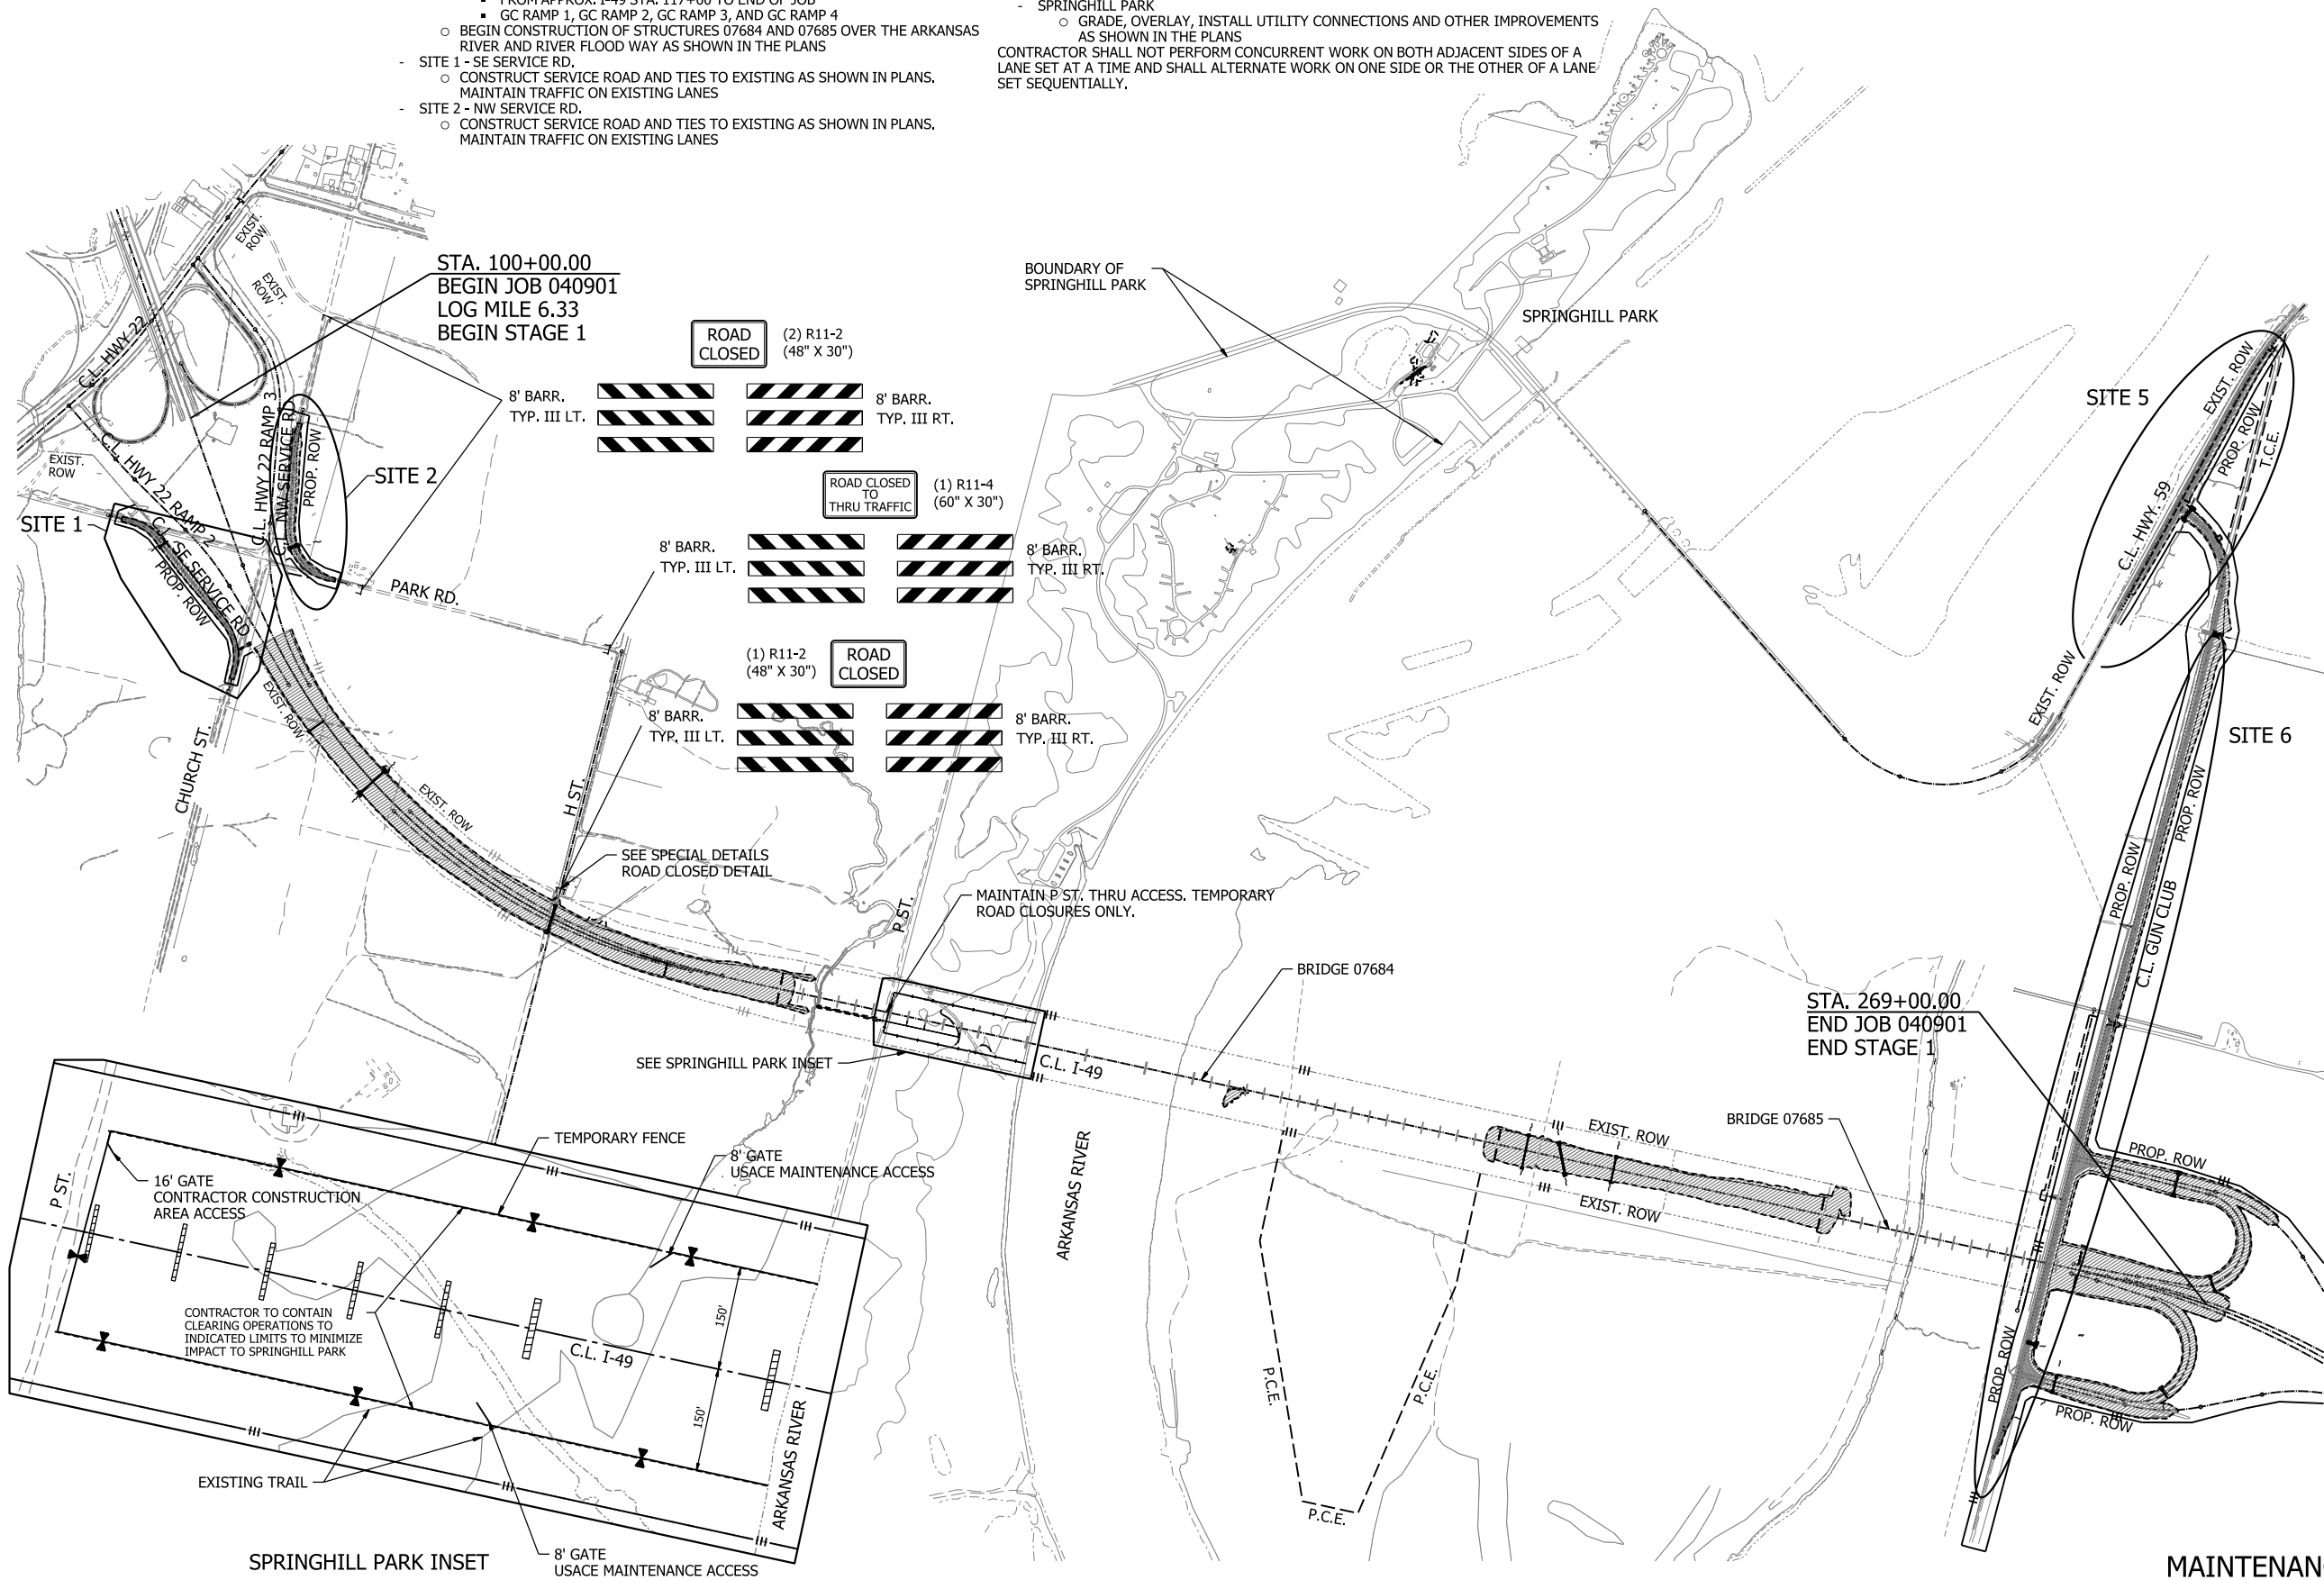 ▪ FROM APPROX. I-49 STA. 117+00 TO END OF JOB
▪ GC RAMP 1, GC RAMP 2, GC RAMP 3, AND GC RAMP 4
○ BEGIN CONSTRUCTION OF STRUCTURES 07684 AND 07685 OVER THE ARKANSAS
RIVER AND RIVER FLOOD WAY AS SHOWN IN THE PLANS
- SITE 1 - SE SERVICE RD.
○ CONSTRUCT SERVICE ROAD AND TIES TO EXISTING AS SHOWN IN PLANS.
MAINTAIN TRAFFIC ON EXISTING LANES
- SITE 2 - NW SERVICE RD.
○ CONSTRUCT SERVICE ROAD AND TIES TO EXISTING AS SHOWN IN PLANS.
MAINTAIN TRAFFIC ON EXISTING LANES
- SPRINGHILL PARK
○ GRADE, OVERLAY, INSTALL UTILITY CONNECTIONS AND OTHER IMPROVEMENTS
AS SHOWN IN THE PLANS
CONTRACTOR SHALL NOT PERFORM CONCURRENT WORK ON BOTH ADJACENT SIDES OF A
LANE SET AT A TIME AND SHALL ALTERNATE WORK ON ONE SIDE OR THE OTHER OF A LANE
SET SEQUENTIALLY.
EXIST.
ROW
EXIST.
ROW
STA. 100+00.00
BEGIN JOB 040901
LOG MILE 6.33
BEGIN STAGE 1
C.L. HWY 22
C.L. HWY 22 RAMP 3
C.L. NW SERVICE RD
PROP. ROW
SITE 2
EXIST.
ROW
C.L. HWY 22 RAMP 2
SITE 1
C.L. SE SERVICE RD
PROP. ROW
PARK RD.
CHURCH ST.
EXIST. ROW
EXIST. ROW
H ST.
ROAD
CLOSED
(2) R11-2
(48" X 30")
8' BARR.
TYP. III LT.
8' BARR.
TYP. III RT.
ROAD CLOSED
TO
THRU TRAFFIC
(1) R11-4
(60" X 30")
8' BARR.
TYP. III LT.
8' BARR.
TYP. III RT.
(1) R11-2
(48" X 30")
ROAD
CLOSED
8' BARR.
TYP. III LT.
8' BARR.
TYP. III RT.
SEE SPECIAL DETAILS
ROAD CLOSED DETAIL
BOUNDARY OF
SPRINGHILL PARK
SPRINGHILL PARK
P ST.
MAINTAIN P ST. THRU ACCESS. TEMPORARY
ROAD CLOSURES ONLY.
BRIDGE 07684
SEE SPRINGHILL PARK INSET
C.L. I-49
ARKANSAS RIVER
EXIST. ROW
EXIST. ROW
BRIDGE 07685
P.C.E.
P.C.E.
P.C.E.
SITE 5
EXIST. ROW
PROP. ROW
T.C.E.
C.L. HWY. 59
EXIST. ROW
SITE 6
PROP. ROW
PROP. ROW
C.L. GUN CLUB
STA. 269+00.00
END JOB 040901
END STAGE 1
PROP. ROW
PROP. ROW
PROP. ROW
P ST.
16' GATE
CONTRACTOR CONSTRUCTION
AREA ACCESS
TEMPORARY FENCE
8' GATE
USACE MAINTENANCE ACCESS
CONTRACTOR TO CONTAIN
CLEARING OPERATIONS TO
INDICATED LIMITS TO MINIMIZE
IMPACT TO SPRINGHILL PARK
C.L. I-49
150'
150'
ARKANSAS RIVER
EXISTING TRAIL
8' GATE
USACE MAINTENANCE ACCESS
SPRINGHILL PARK INSET
MAINTENAN